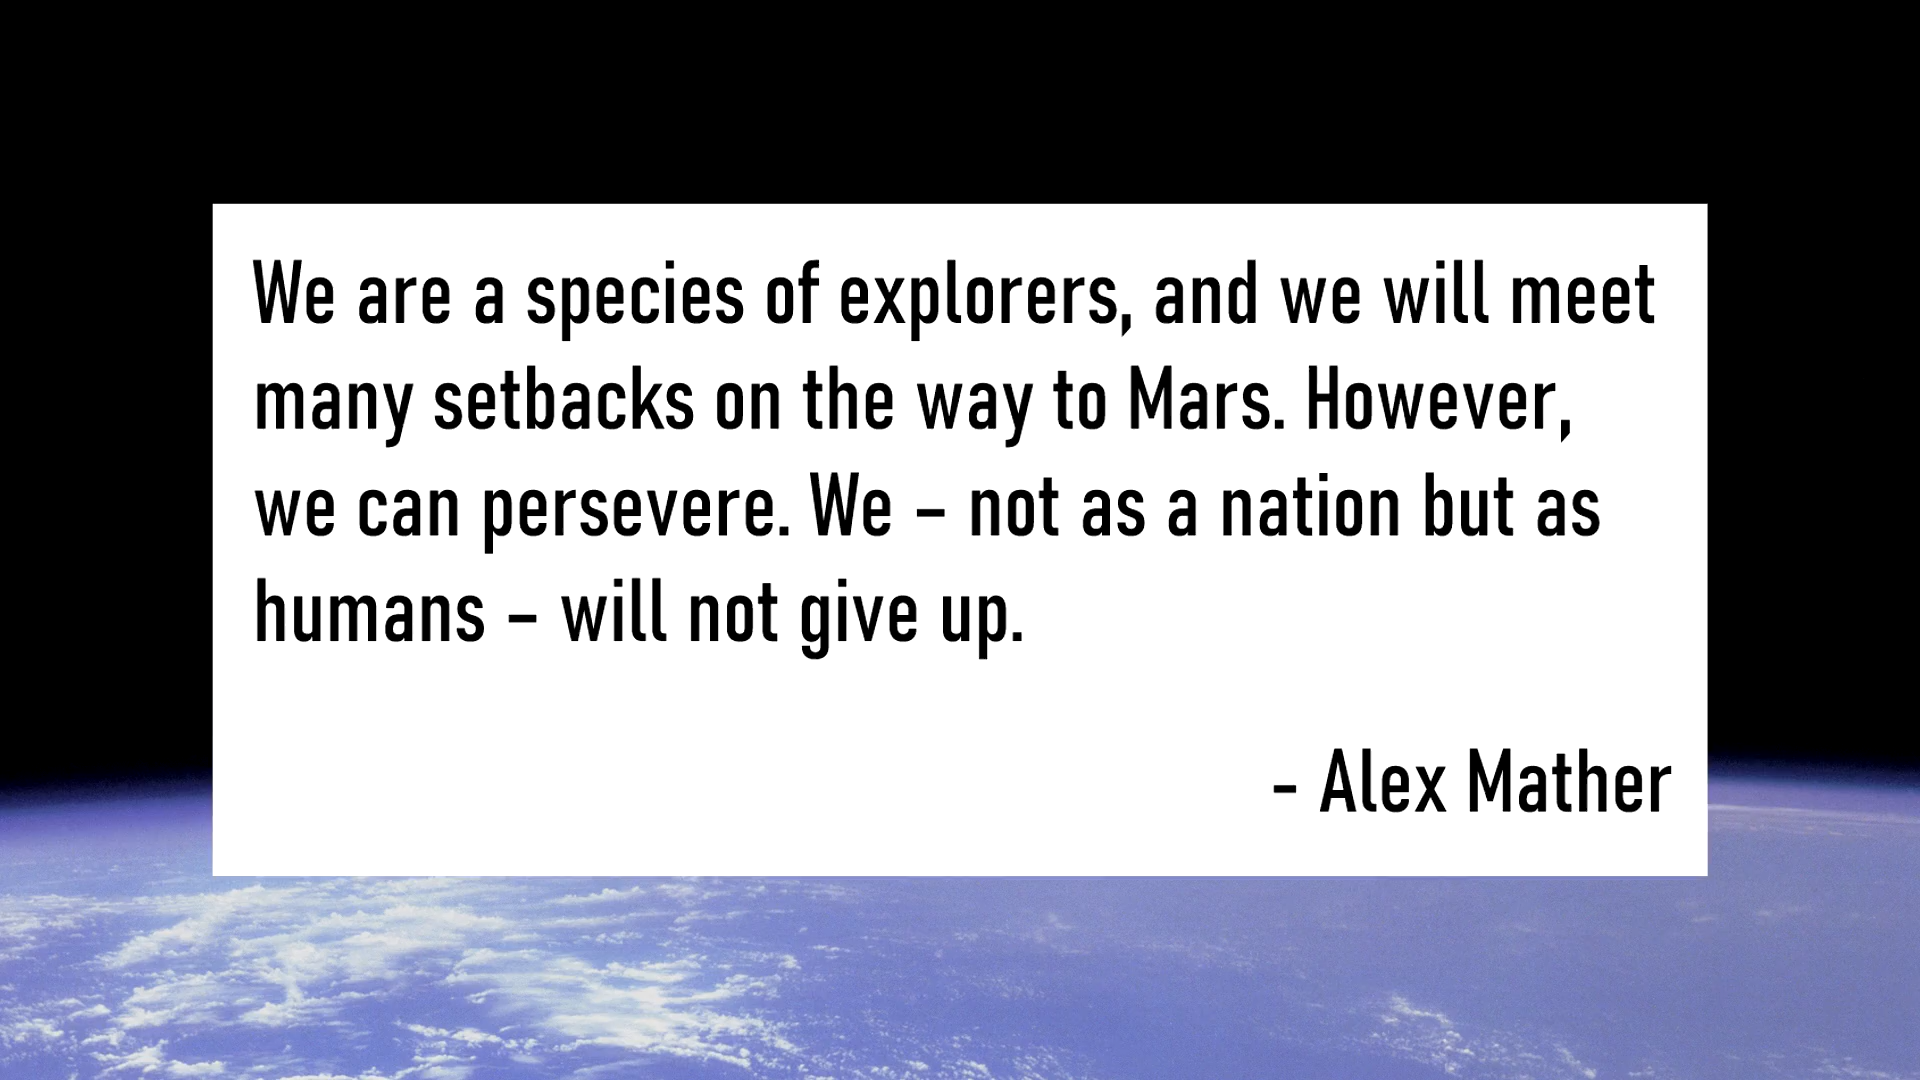 We are a species of explorers, and we will meet
many setbacks on the way to Mars. However,
we can persevere. We – not as a nation but as
humans – will not give up.
- Alex Mather